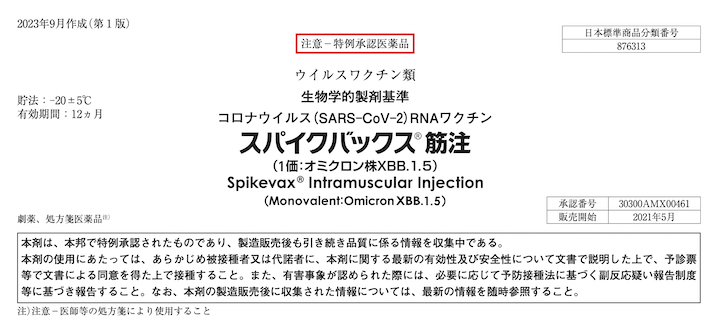 2023年9月作成（第1版）
注意－特例承認医薬品
日本標準商品分類番号
876313
ウイルスワクチン類
生物学的製剤基準
貯法：-20±5℃
有効期間：12ヵ月
コロナウイルス（SARS-CoV-2）RNAワクチン
スパイクバックス®筋注
（1価：オミクロン株XBB.1.5）
Spikevax® Intramuscular Injection
（Monovalent：Omicron XBB.1.5）
承認番号 30300AMX00461
販売開始 2021年5月
劇薬、処方箋医薬品注）
本剤は、本邦で特例承認されたものであり、製造販売後も引き続き品質に係る情報を収集中である。
本剤の使用にあたっては、あらかじめ被接種者又は代諾者に、本剤に関する最新の有効性及び安全性について文書で説明した上で、予診票
等で文書による同意を得た上で接種すること。また、有害事象が認められた際には、必要に応じて予防接種法に基づく副反応疑い報告制度
等に基づき報告すること。なお、本剤の製造販売後に収集された情報については、最新の情報を随時参照すること。
注）注意－医師等の処方箋により使用すること